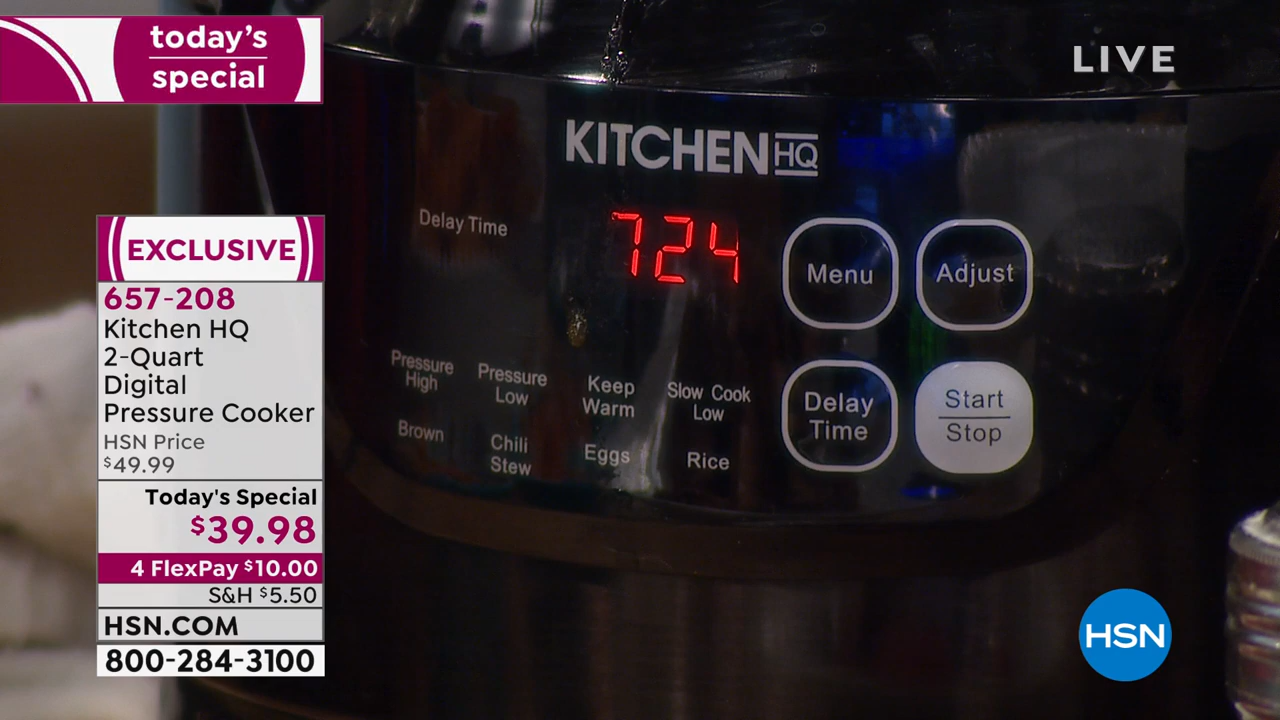 today's
special
LIVE
EXCLUSIVE
657-208
Kitchen HQ
2-Quart
Digital
Pressure Cooker
HSN Price
$49.99
Today's Special
$39.98
4 FlexPay $10.00
S&H $5.50
HSN.COM
800-284-3100
KITCHEN HQ
Delay Time
724
Menu
Adjust
Pressure
High
Pressure
Low
Keep
Warm
Slow Cook
Low
Brown
Chili
Stew
Eggs
Rice
Delay
Time
Start
Stop
HSN